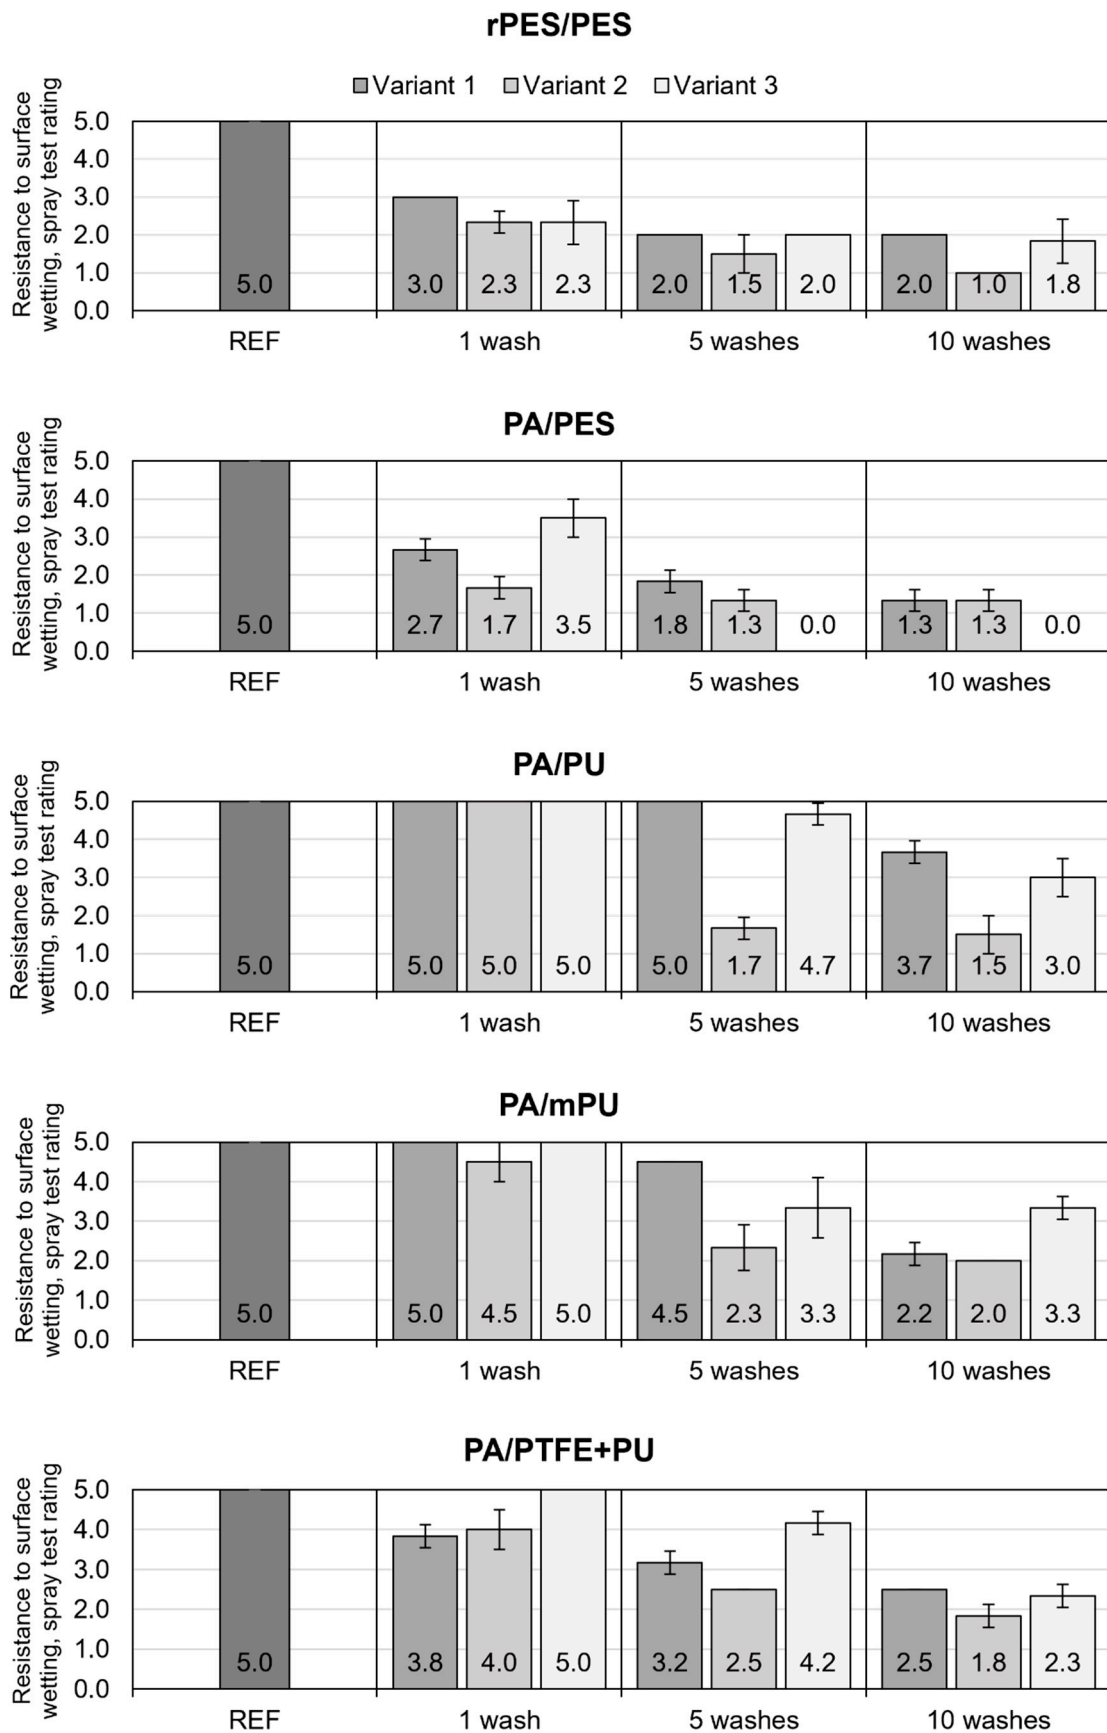 rPES/PES
Variant 1 Variant 2 Variant 3
Resistance to surface
wetting, spray test rating
5.0
4.0
3.0
2.0
1.0
0.0
5.0
3.0 2.3 2.3
2.0 1.5 2.0
2.0 1.0 1.8
REF 1 wash 5 washes 10 washes
PA/PES
Resistance to surface
wetting, spray test rating
5.0
4.0
3.0
2.0
1.0
0.0
5.0
2.7 1.7 3.5
1.8 1.3 0.0
1.3 1.3 0.0
REF 1 wash 5 washes 10 washes
PA/PU
Resistance to surface
wetting, spray test rating
5.0
4.0
3.0
2.0
1.0
0.0
5.0
5.0 5.0 5.0
5.0 1.7 4.7
3.7 1.5 3.0
REF 1 wash 5 washes 10 washes
PA/mPU
Resistance to surface
wetting, spray test rating
5.0
4.0
3.0
2.0
1.0
0.0
5.0
5.0 4.5 5.0
4.5 2.3 3.3
2.2 2.0 3.3
REF 1 wash 5 washes 10 washes
PA/PTFE+PU
Resistance to surface
wetting, spray test rating
5.0
4.0
3.0
2.0
1.0
0.0
5.0
3.8 4.0 5.0
3.2 2.5 4.2
2.5 1.8 2.3
REF 1 wash 5 washes 10 washes